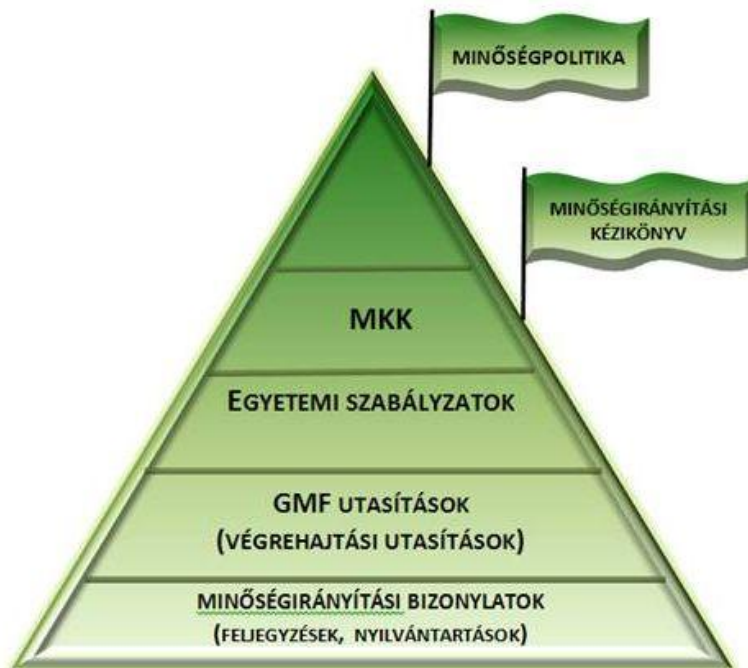 MINŐSÉGPOLITIKA
MINŐSÉGIRÁNYÍTÁSI
KÉZIKÖNYV
MKK
EGYETEMI SZABÁLYZATOK
GMF UTASÍTÁSOK
(VÉGREHAJTÁSI UTASÍTÁSOK)
MINŐSÉGIRÁNYÍTÁSI BIZONYLATOK
(FELJEGYZÉSEK, NYILVÁNTARTÁSOK)